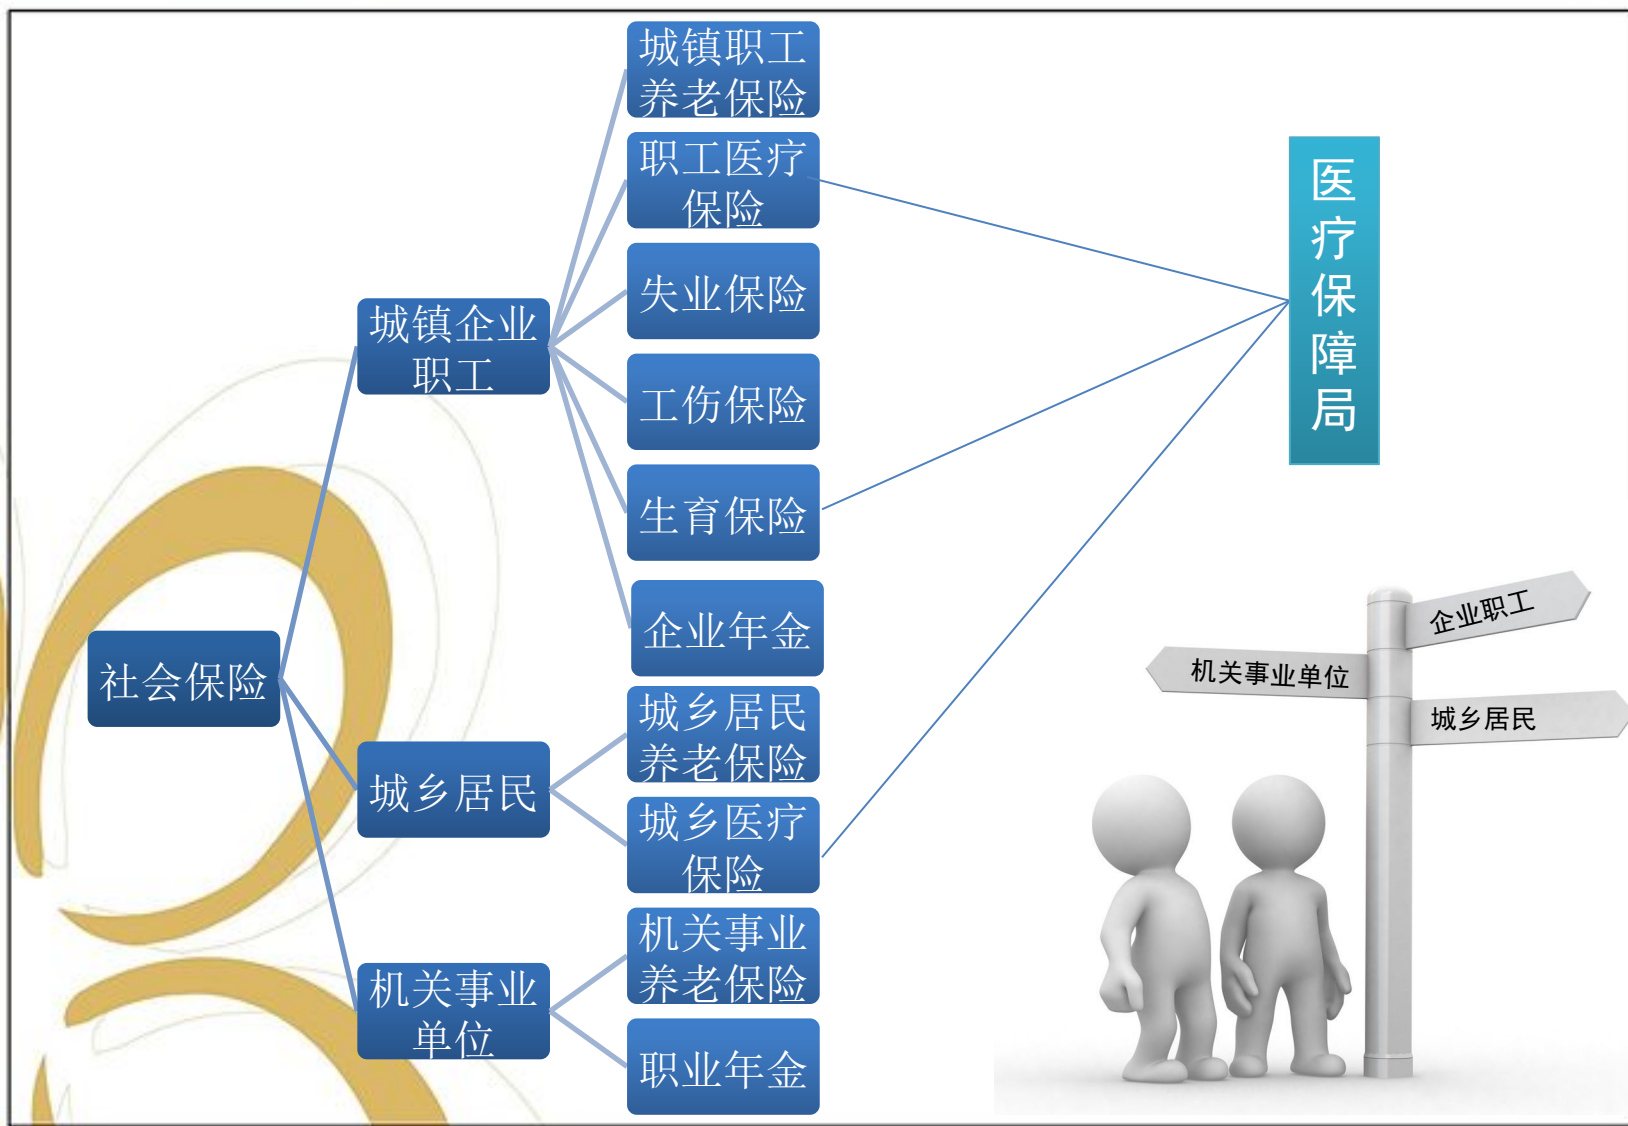 社会保险
城镇企业
职工
城乡居民
机关事业
单位
城镇职工
养老保险
职工医疗
保险
失业保险
工伤保险
生育保险
企业年金
城乡居民
养老保险
城乡医疗
保险
机关事业
养老保险
职业年金
医
疗
保
障
局
企业职工
机关事业单位
城乡居民